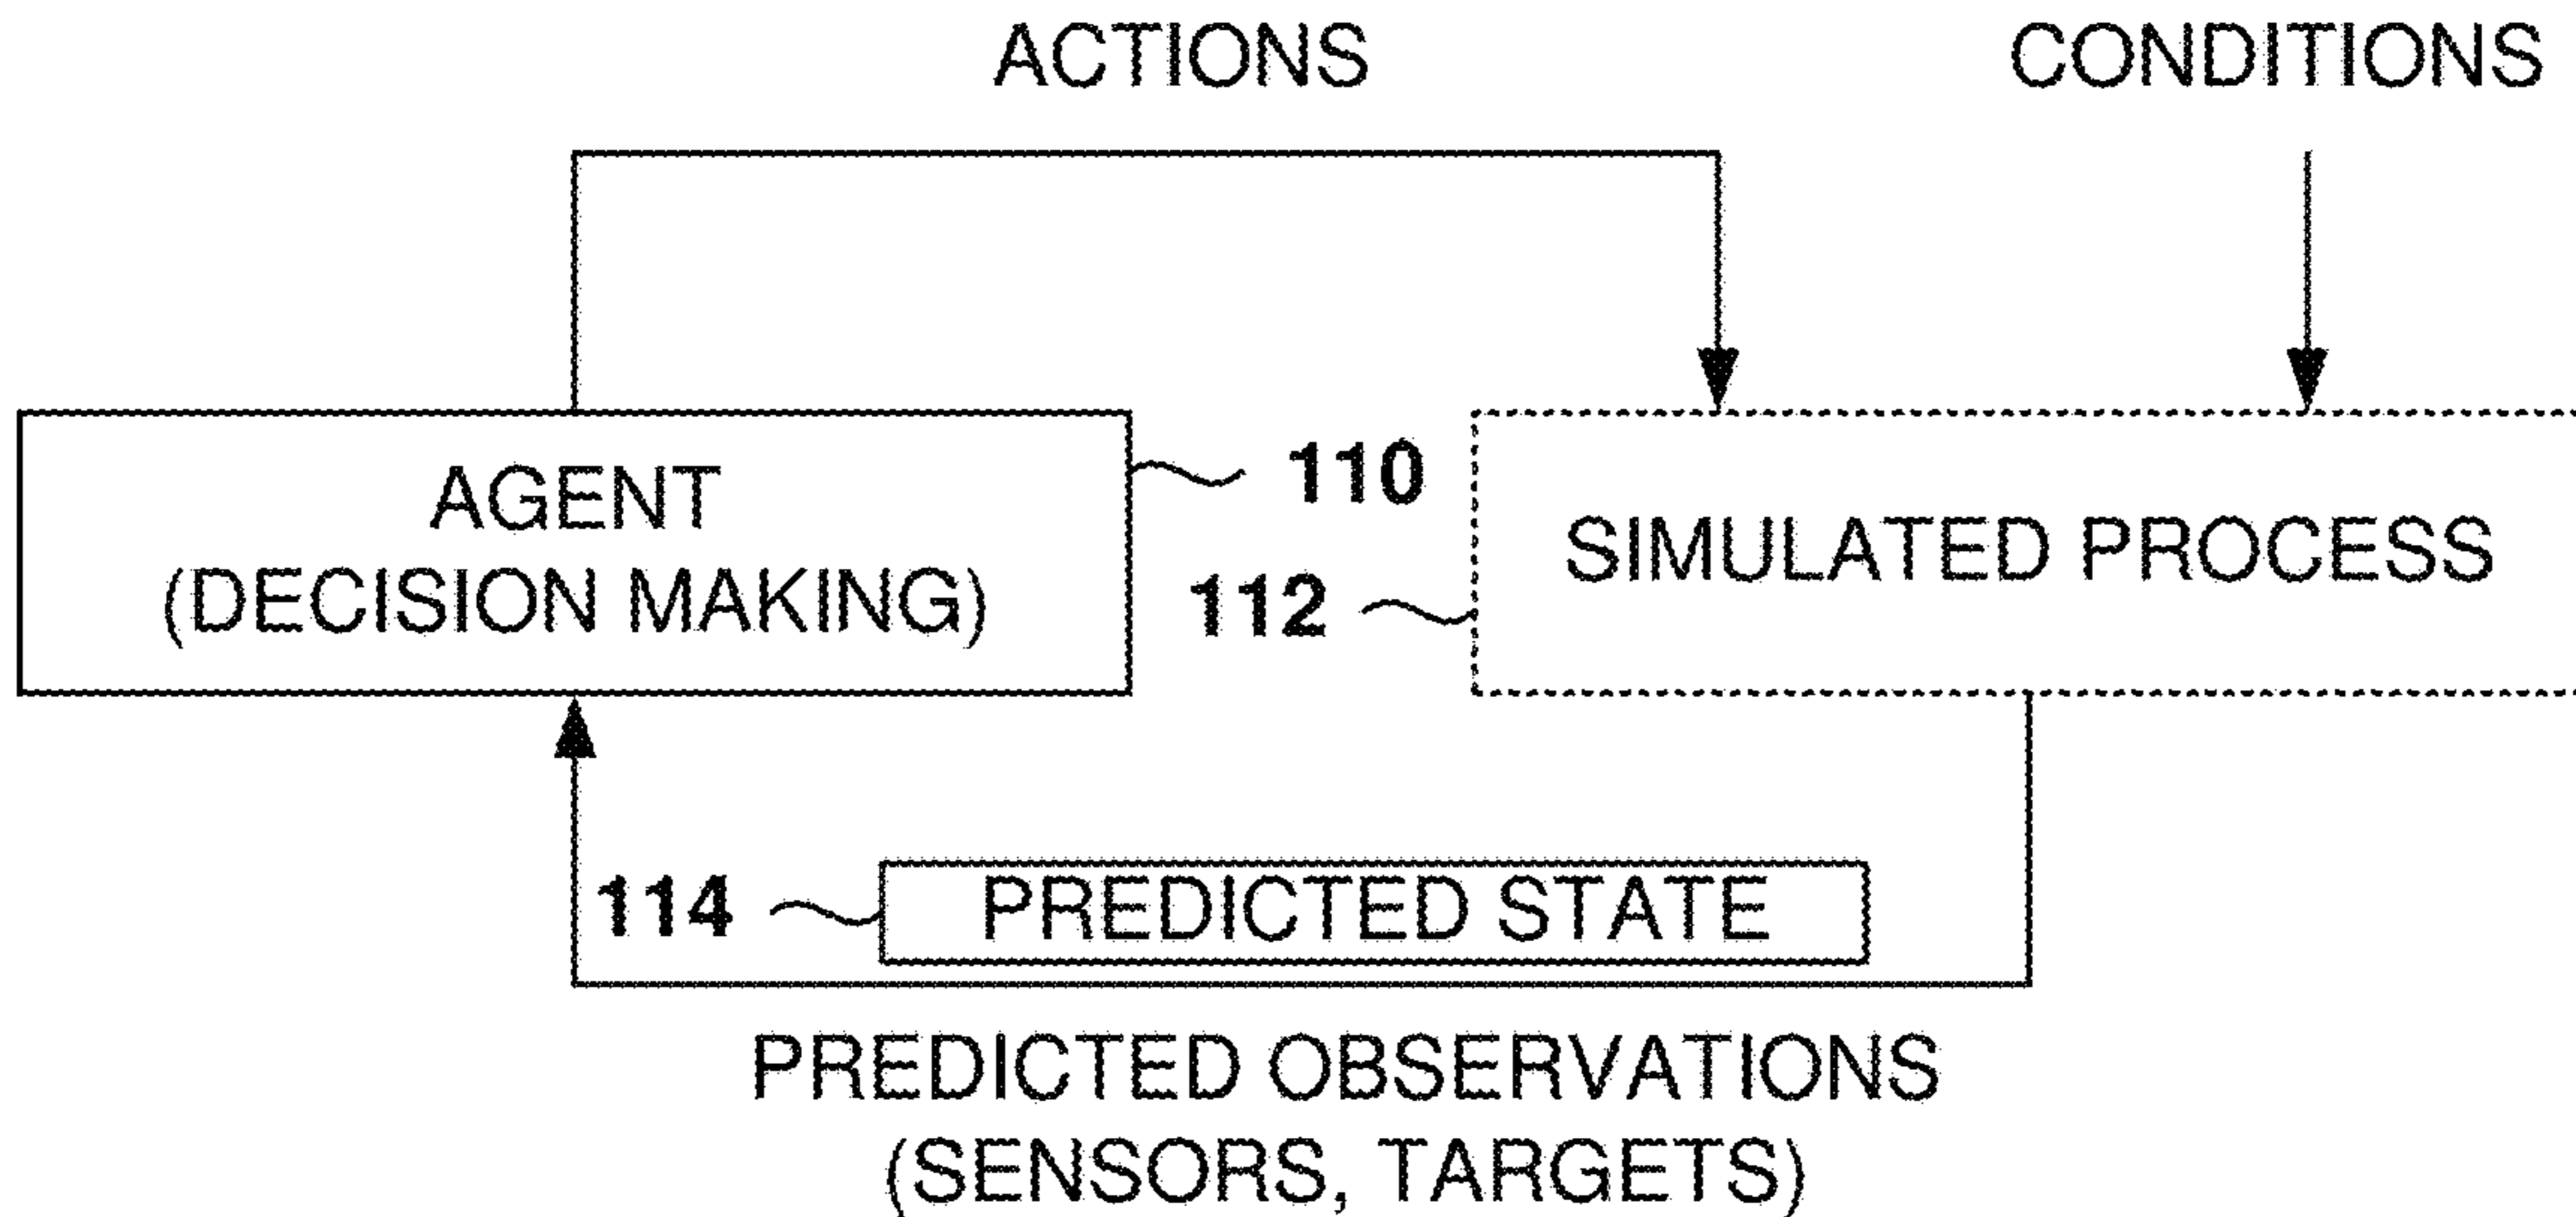 ACTIONS
CONDITIONS
AGENT
(DECISION MAKING)
110
112
SIMULATED PROCESS
114
PREDICTED STATE
PREDICTED OBSERVATIONS
(SENSORS, TARGETS)